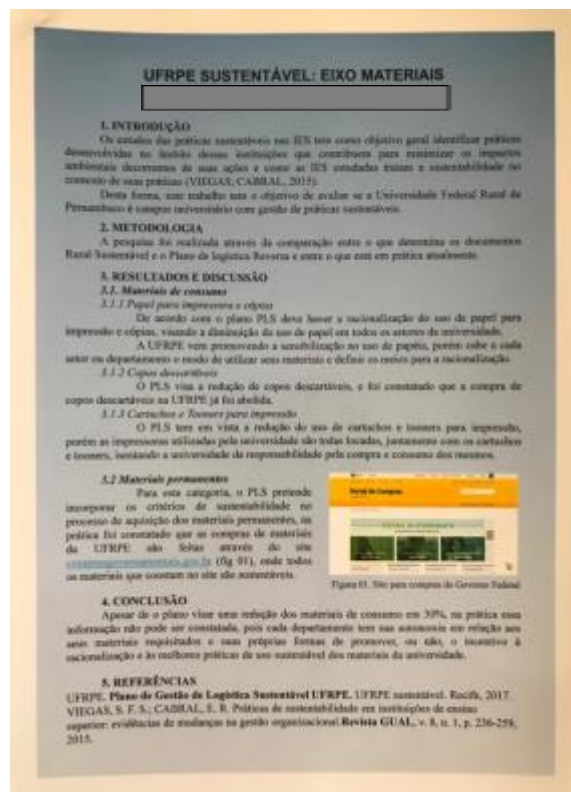 UFRPE SUSTENTÁVEL: EIXO MATERIAIS
1. INTRODUÇÃO
Os estudos das práticas sustentáveis nas IES tem como objetivo geral identificar práticas
desenvolvidas no âmbito dessas instituições que contribuem para minimizar os impactos
ambientais decorrentes de suas ações e como as IES estudadas tratam a sustentabilidade no
contexto de suas práticas (VIEGAS; CABRAL, 2015).
Desta forma, este trabalho tem o objetivo de avaliar se a Universidade Federal Rural de
Pernambuco é campus universitário com gestão de práticas sustentáveis.
2. METODOLOGIA
A pesquisa foi realizada através da comparação entre o que determina os documentos
Rural Sustentável e o Plano de logística Reversa e entre o que está em prática atualmente.
3. RESULTADOS E DISCUSSÃO
3.1. Materiais de consumo
3.1.1 Papel para impressora e cópias
De acordo com o plano PLS deve haver a racionalização do uso de papel para
impressão e cópias, visando a diminuição do uso de papel em todos os setores da universidade.
A UFRPE vem promovendo a sensibilização no uso de papéis, porém cabe a cada
setor ou departamento o modo de utilizar seus materiais e definir os meios para a racionalização.
3.1.2 Copos descartáveis
O PLS visa a redução de copos descartáveis, e foi constatado que a compra de
copos descartáveis na UFRPE já foi abolida.
3.1.3 Cartuchos e Tooners para impressão
O PLS tem em vista a redução do uso de cartuchos e tooners para impressão,
porém as impressoras utilizadas pela universidade são todas locadas, juntamente com os cartuchos
e tooners, isentando a universidade da responsabilidade pela compra e consumo dos mesmos.
3.2 Materiais permanentes
Para esta categoria, o PLS pretende
incorporar os critérios de sustentabilidade no
processo de aquisição dos materiais permanentes, na
prática foi constatado que as compras de materiais
da UFRPE são feitas através do site
(fig 01), onde todos
os materiais que constam no site são sustentáveis.
Portal de Compras
Figura 01. Site para compras do Governo Federal
4. CONCLUSÃO
Apesar de o plano visar uma redução dos materiais de consumo em 30%, na prática essa
informação não pode ser constatada, pois cada departamento tem sua autonomia em relação aos
seus materiais requisitados e suas próprias formas de promover, ou não, o incentivo à
racionalização e às melhores práticas de uso sustentável dos materiais da universidade.
5. REFERÊNCIAS
UFRPE. Plano de Gestão de Logística Sustentável UFRPE. UFRPE sustentável. Recife, 2017.
VIEGAS, S. F. S.; CABRAL, E. R. Práticas de sustentabilidade em instituições de ensino
superior: evidências de mudanças na gestão organizacional.Revista GUAL, v. 8, n. 1, p. 236-259,
2015.